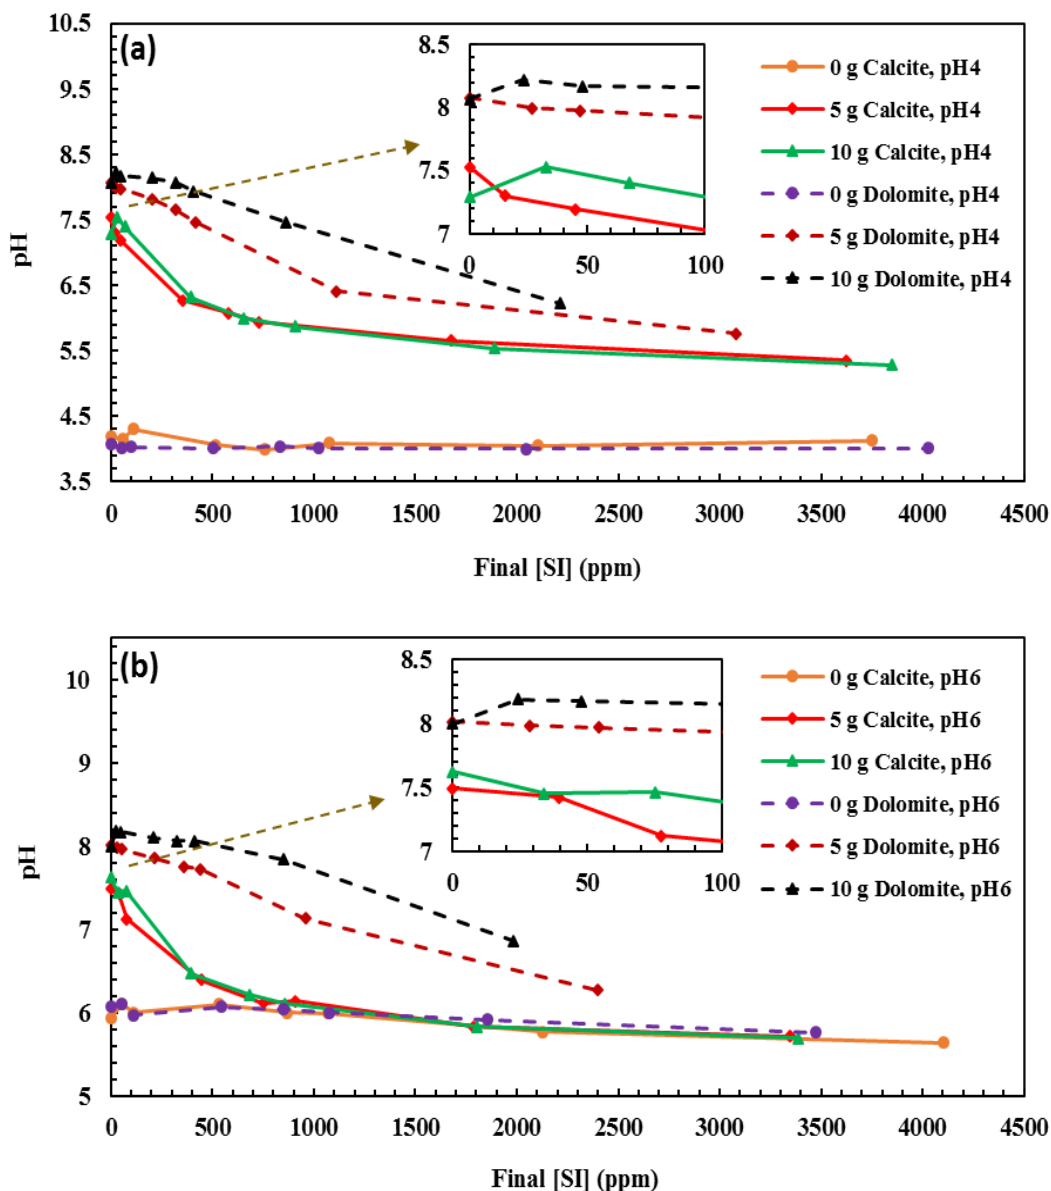 (a)
pH
10.5
9.5
8.5
7.5
6.5
5.5
4.5
3.5
0 500 1000 1500 2000 2500 3000 3500 4000 4500
Final [SI] (ppm)
8.5
8
7.5
7
0 50 100
0 g Calcite, pH4
5 g Calcite, pH4
10 g Calcite, pH4
0 g Dolomite, pH4
5 g Dolomite, pH4
10 g Dolomite, pH4
(b)
pH
10
9
8
7
6
5
0 500 1000 1500 2000 2500 3000 3500 4000 4500
Final [SI] (ppm)
8.5
8
7.5
7
0 50 100
0 g Calcite, pH6
5 g Calcite, pH6
10 g Calcite, pH6
0 g Dolomite, pH6
5 g Dolomite, pH6
10 g Dolomite, pH6